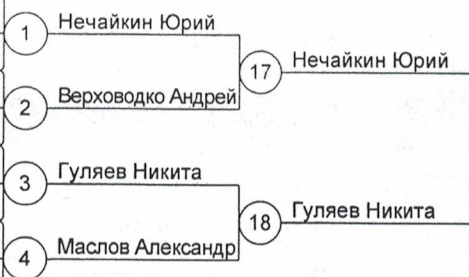 1 Нечайкин Юрий
17 Нечайкин Юрий
2 Верховодко Андрей
3 Гуляев Никита
18 Гуляев Никита
4 Маслов Александр